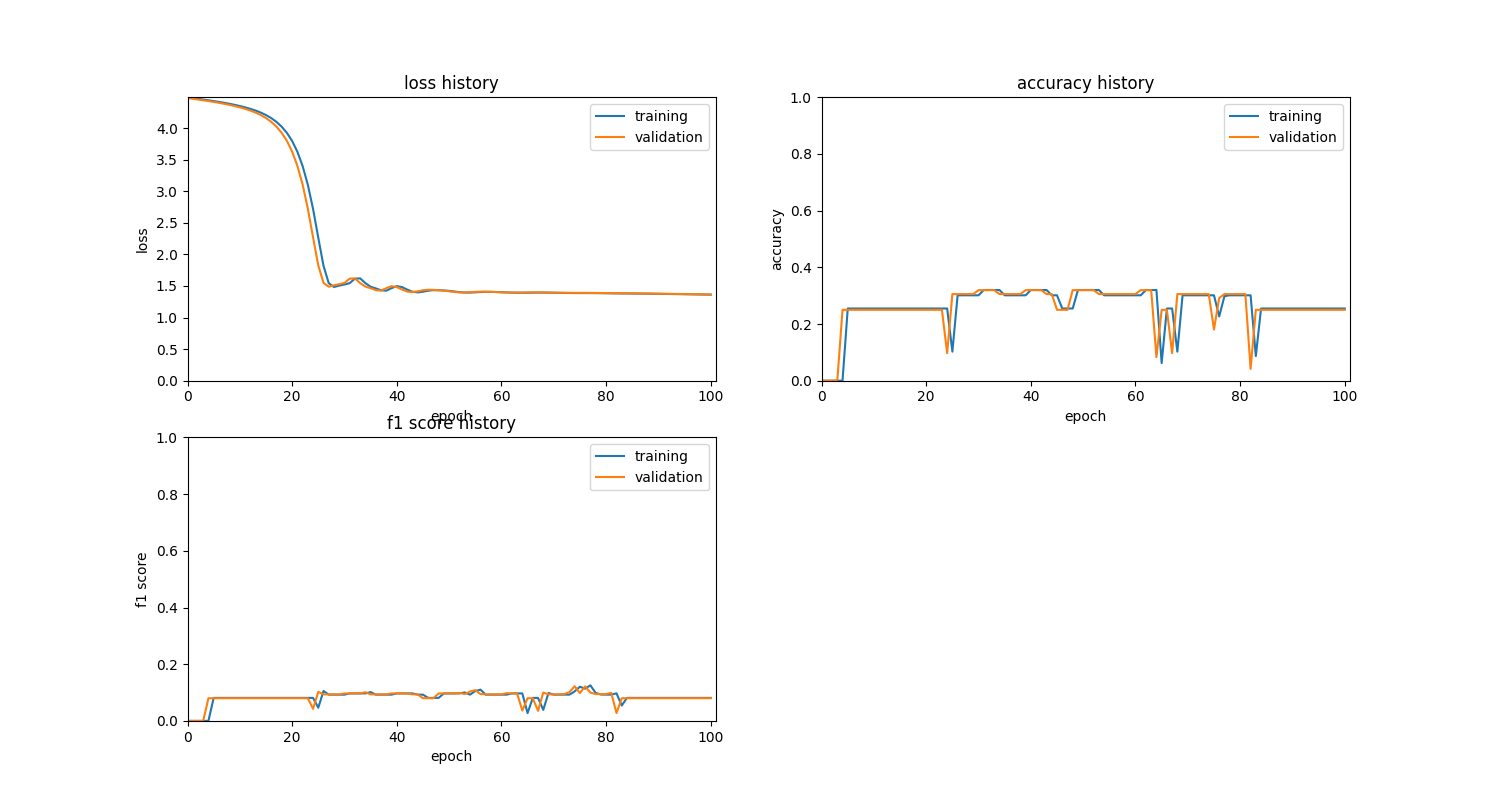 loss history
4.0
3.5
3.0
2.5
2.0
1.5
1.0
0.5
0.0
loss
0 20 40 60 80 100
epoch
training
validation
accuracy history
1.0
0.8
0.6
0.4
0.2
0.0
accuracy
0 20 40 60 80 100
epoch
training
validation
f1 score history
1.0
0.8
0.6
0.4
0.2
0.0
f1 score
0 20 40 60 80 100
epoch
training
validation